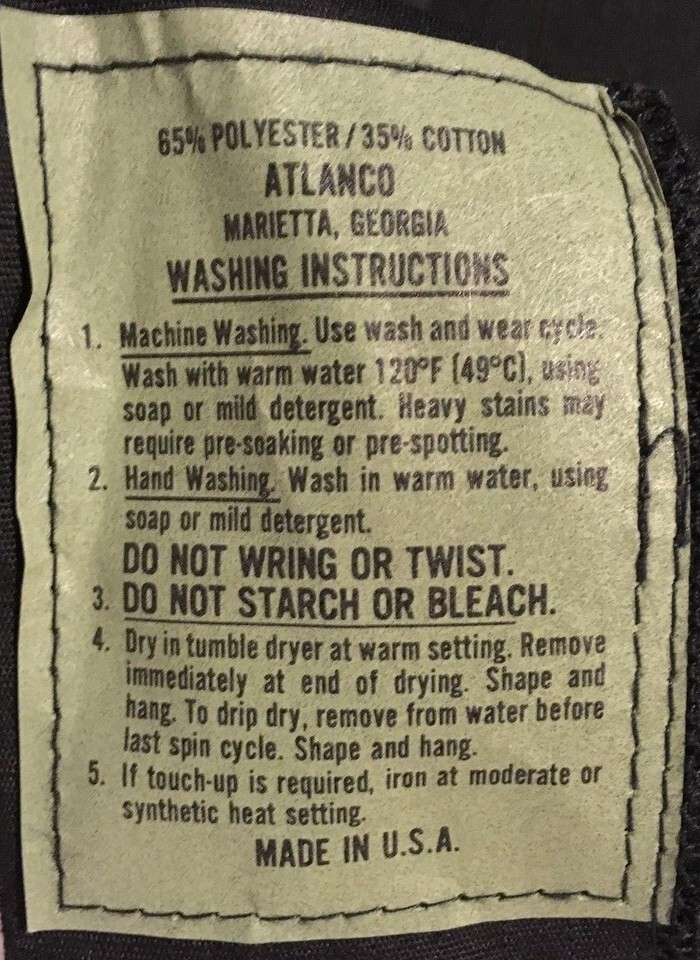 65% POLYESTER / 35% COTTON
ATLANCO
MARIETTA, GEORGIA
WASHING INSTRUCTIONS
1. Machine Washing. Use wash and wear cycle.
Wash with warm water 120°F (49°C), using
soap or mild detergent. Heavy stains may
require pre-soaking or pre-spotting.
2. Hand Washing. Wash in warm water, using
soap or mild detergent.
DO NOT WRING OR TWIST.
3. DO NOT STARCH OR BLEACH.
4. Dry in tumble dryer at warm setting. Remove
immediately at end of drying. Shape and
hang. To drip dry, remove from water before
last spin cycle. Shape and hang.
5. If touch-up is required, iron at moderate or
synthetic heat setting.
MADE IN U.S.A.